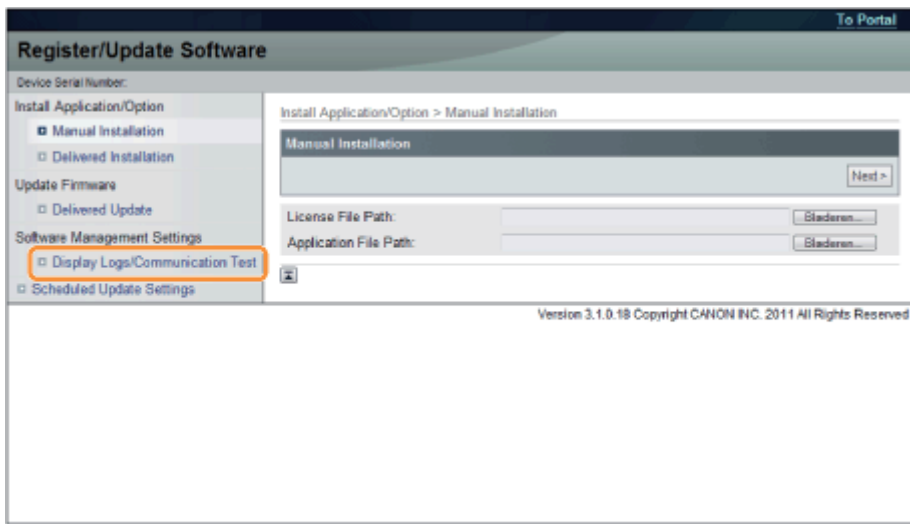 To Portal
Register/Update Software
Device Serial Number:
Install Application/Option
Manual Installation
Delivered Installation
Update Firmware
Delivered Update
Software Management Settings
Display Logs/Communication Test
Scheduled Update Settings
Install Application/Option > Manual Installation
Manual Installation
Next >
License File Path: Bladeren...
Application File Path: Bladeren...
Version 3.1.0.18 Copyright CANON INC. 2011 All Rights Reserved